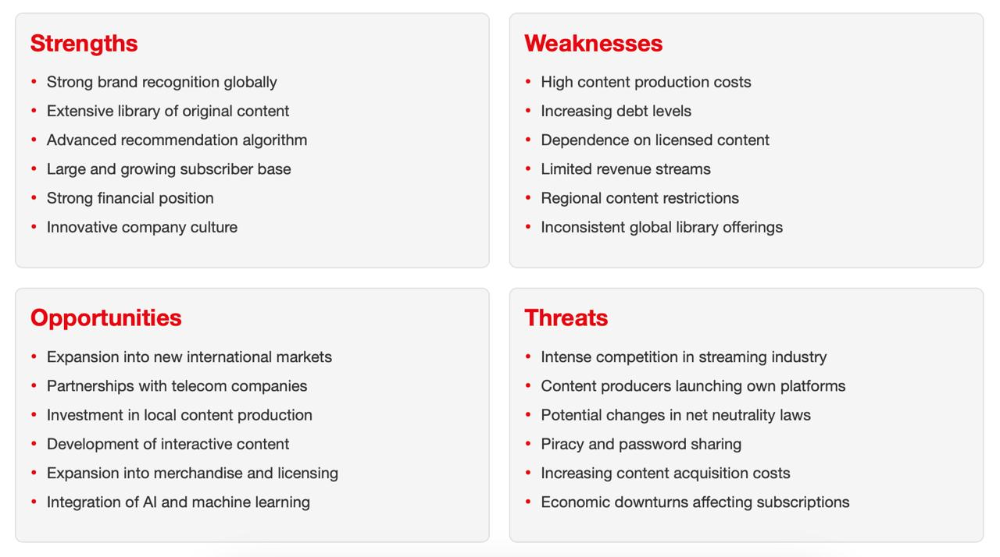 Strengths
• Strong brand recognition globally
• Extensive library of original content
• Advanced recommendation algorithm
• Large and growing subscriber base
• Strong financial position
• Innovative company culture
Weaknesses
• High content production costs
• Increasing debt levels
• Dependence on licensed content
• Limited revenue streams
• Regional content restrictions
• Inconsistent global library offerings
Opportunities
• Expansion into new international markets
• Partnerships with telecom companies
• Investment in local content production
• Development of interactive content
• Expansion into merchandise and licensing
• Integration of AI and machine learning
Threats
• Intense competition in streaming industry
• Content producers launching own platforms
• Potential changes in net neutrality laws
• Piracy and password sharing
• Increasing content acquisition costs
• Economic downturns affecting subscriptions